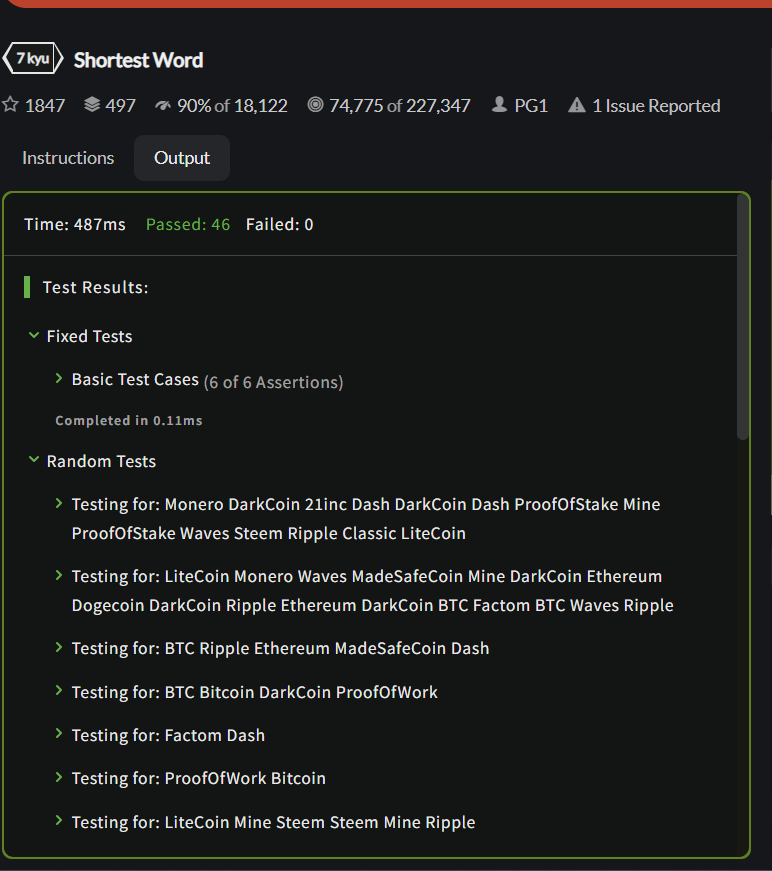 7 kyu Shortest Word
1847 497 90% of 18,122 74,775 of 227,347 PG1 1 Issue Reported
Instructions Output
Time: 487ms Passed: 46 Failed: 0
Test Results:
Fixed Tests
Basic Test Cases (6 of 6 Assertions)
Completed in 0.11ms
Random Tests
Testing for: Monero DarkCoin 21inc Dash DarkCoin Dash ProofOfStake Mine
ProofOfStake Waves Steem Ripple Classic LiteCoin
Testing for: LiteCoin Monero Waves MadeSafeCoin Mine DarkCoin Ethereum
Dogecoin DarkCoin Ripple Ethereum DarkCoin BTC Factom BTC Waves Ripple
Testing for: BTC Ripple Ethereum MadeSafeCoin Dash
Testing for: BTC Bitcoin DarkCoin ProofOfWork
Testing for: Factom Dash
Testing for: ProofOfWork Bitcoin
Testing for: LiteCoin Mine Steem Steem Mine Ripple